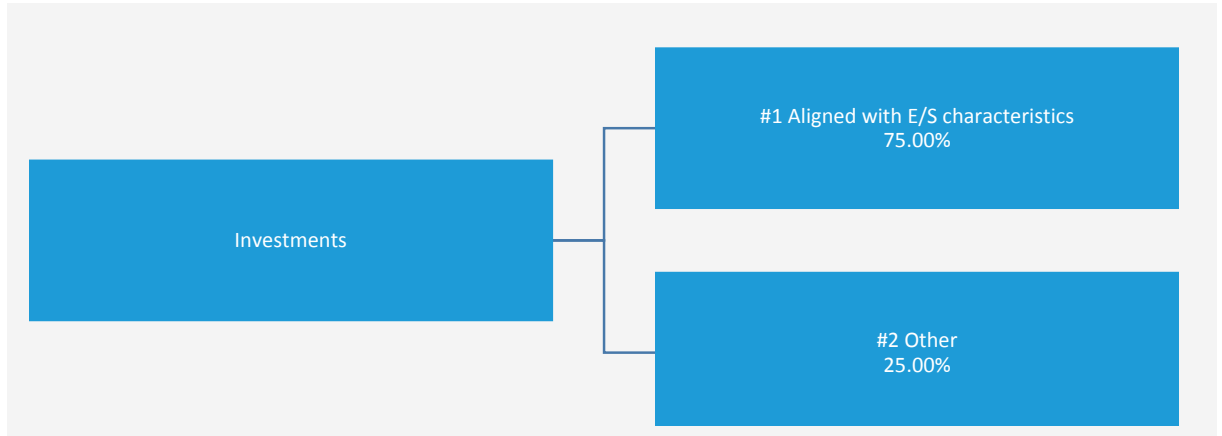 #1 Aligned with E/S characteristics
75.00%
Investments
#2 Other
25.00%